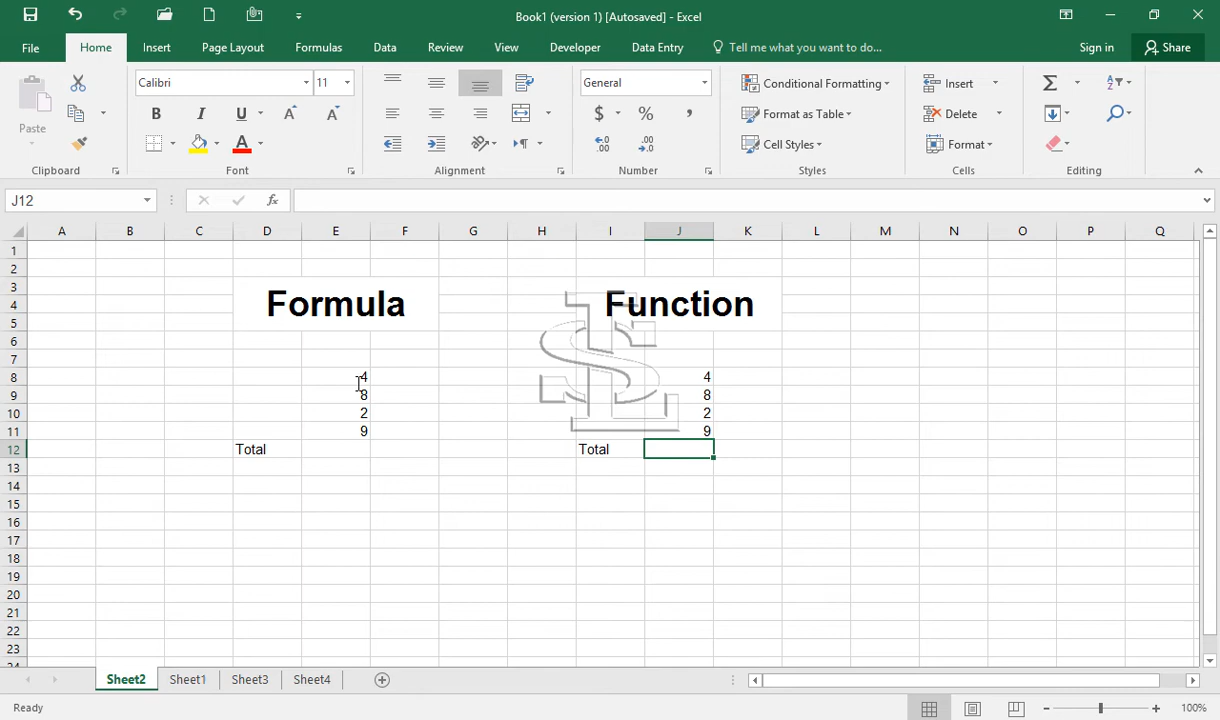 Book1 (version 1) [Autosaved] - Excel
File Home Insert Page Layout Formulas Data Review View Developer Data Entry Tell me what you want to do... Sign in Share
Calibri 11 General Conditional Formatting Insert
Paste B I U $ % , Format as Table Delete
A Cell Styles Format
Clipboard Font Alignment Number Styles Cells Editing
J12 fx
A B C D E F G H I J K L M N O P Q
1
2
3
4 Formula Function
5
6
7
8 4 4
9 8 8
10 2 2
11 9 9
12 Total Total
13
14
15
16
17
18
19
20
21
22
23
24
Sheet2 Sheet1 Sheet3 Sheet4
Ready 100%